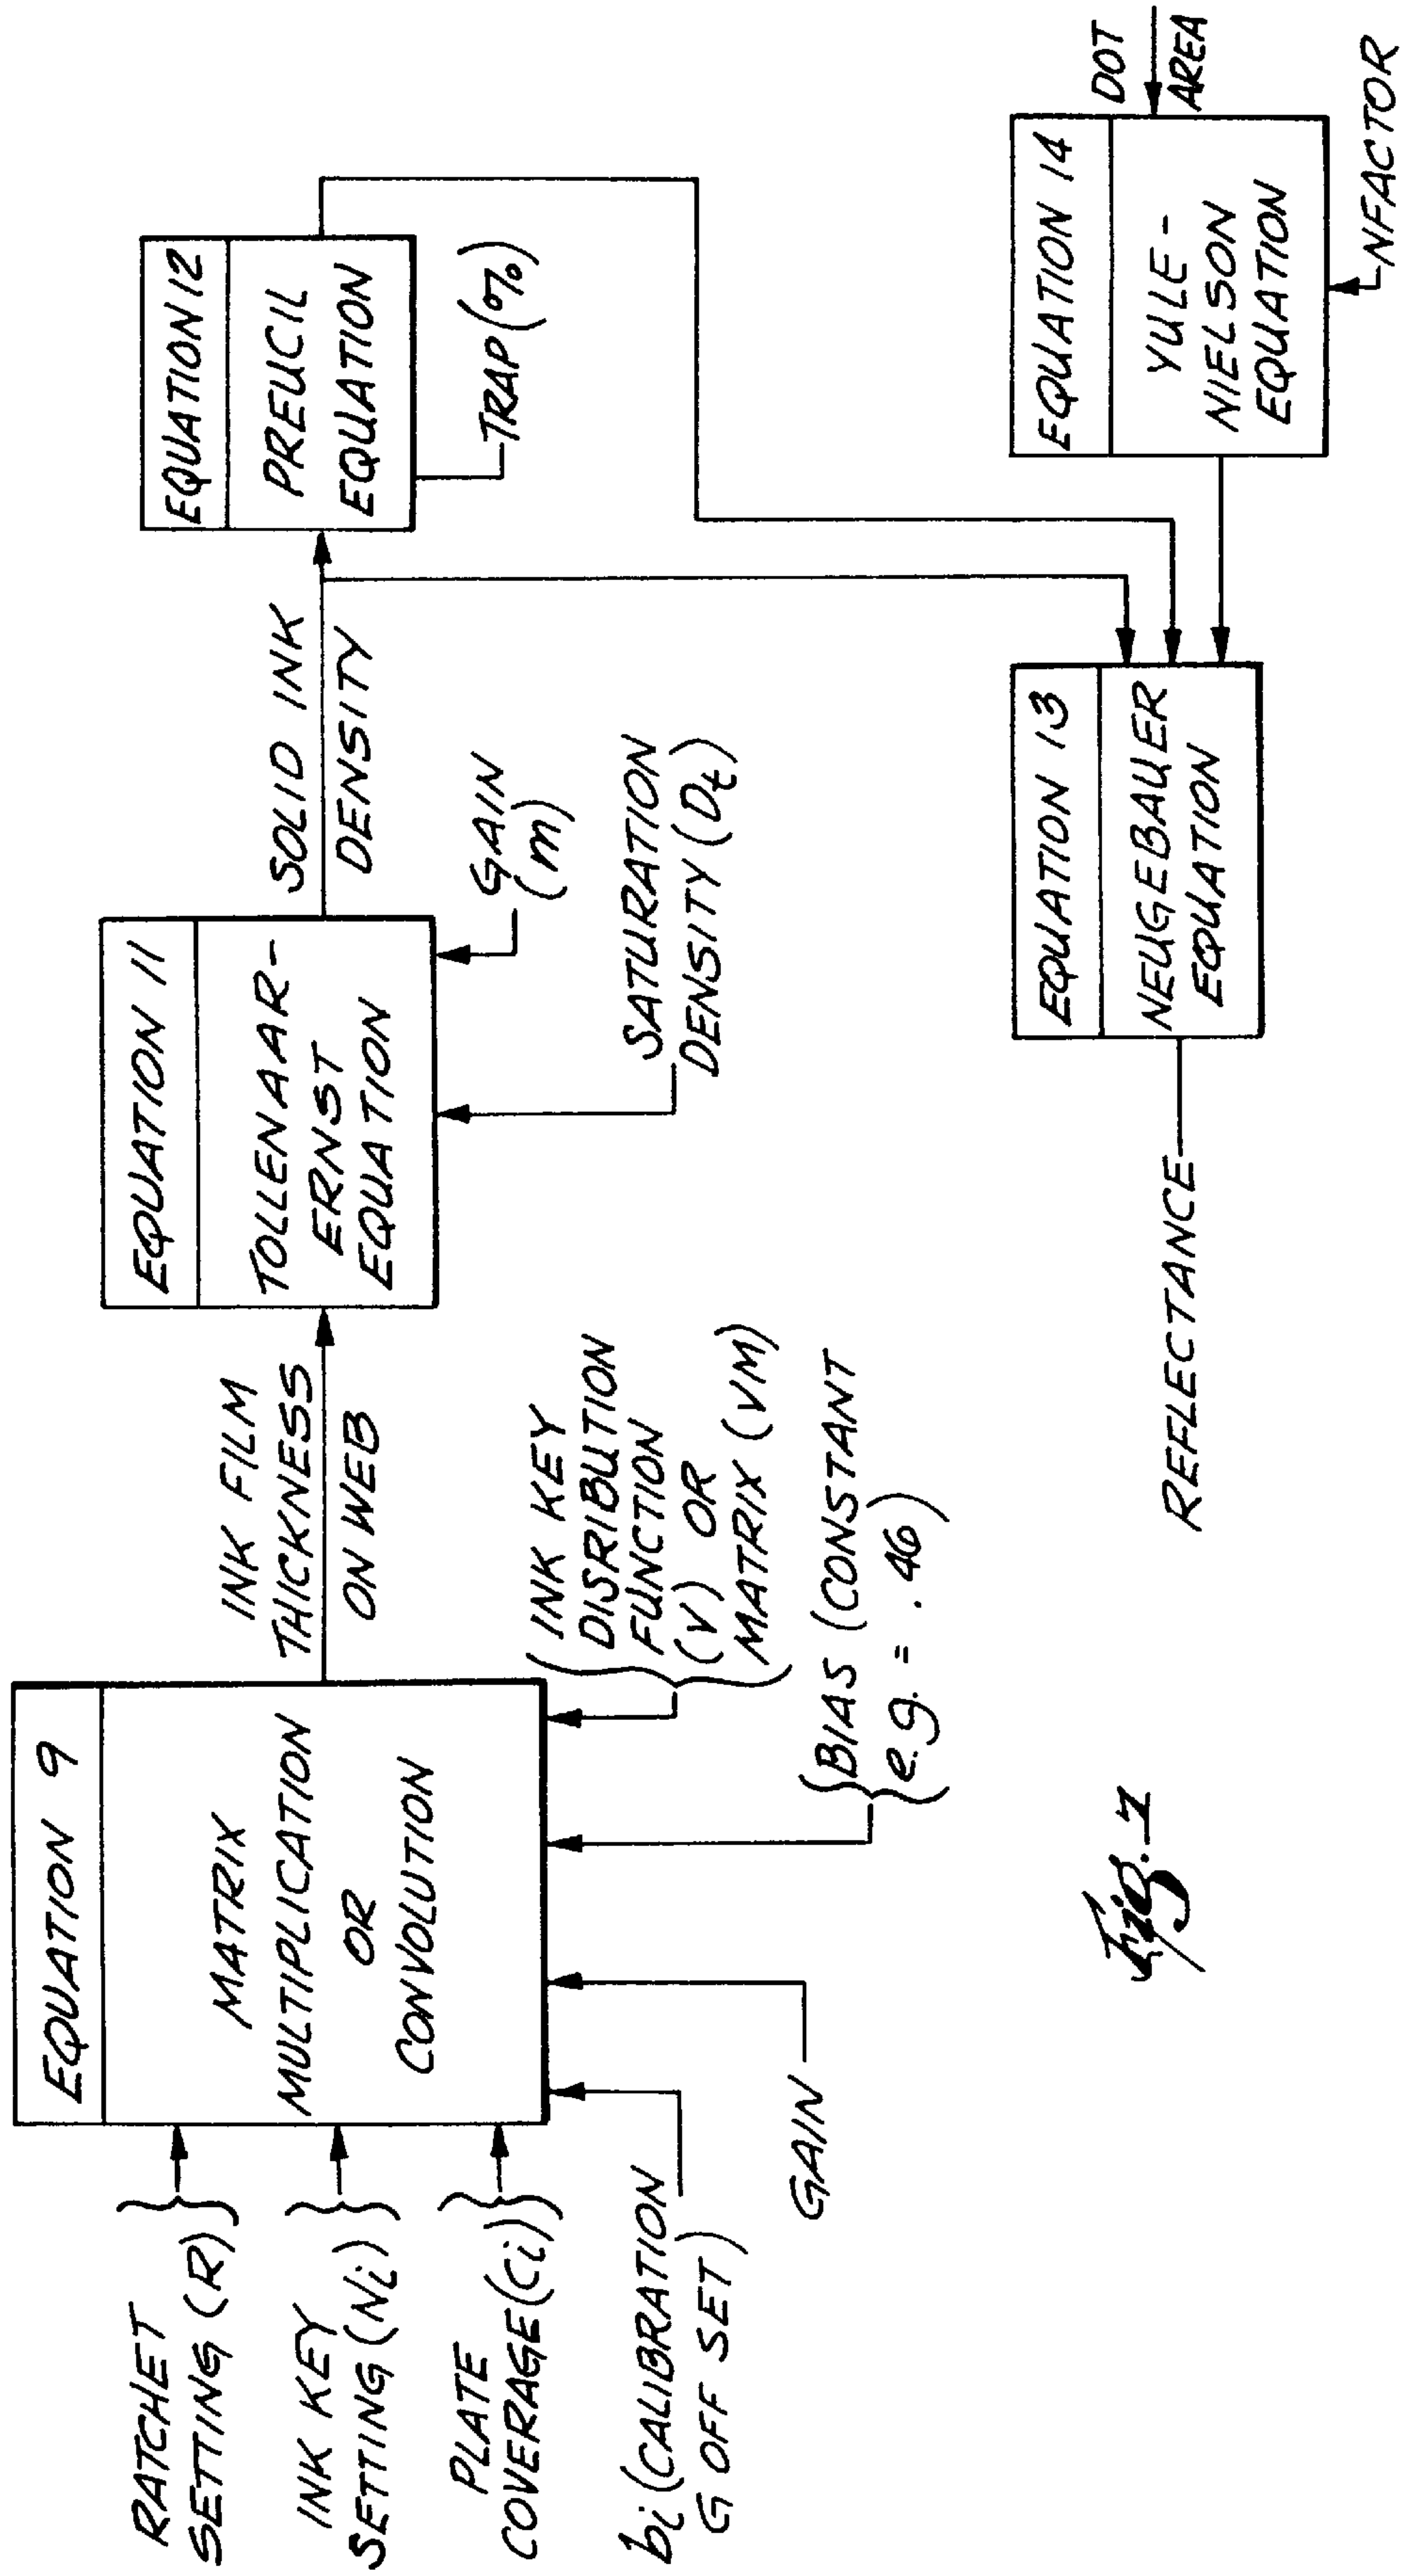 RATCHET
SETTING (R)
INK KEY
SETTING (Ni)
PLATE
COVERAGE (Ci)
bi (CALIBRATION
G OFF SET)
GAIN
EQUATION 9
MATRIX
MULTIPLICATION
OR
CONVOLUTION
INK FILM
THICKNESS
ON WEB
(INK KEY
DISRIBUTION
FUNCTION
(V) OR
MATRIX (VM)
(BIAS (CONSTANT
e.g. = .46)
EQUATION 11
TOLLENAAR-
ERNST
EQUATION
GAIN
(m)
SATURATION
DENSITY (Dt)
SOLID INK
DENSITY
EQUATION 12
PREUCIL
EQUATION
TRAP (%)
EQUATION 13
NEUGEBAUER
EQUATION
REFLECTANCE
EQUATION 14
YULE-
NIELSON
EQUATION
DOT
AREA
NFACTOR
Fig. 7